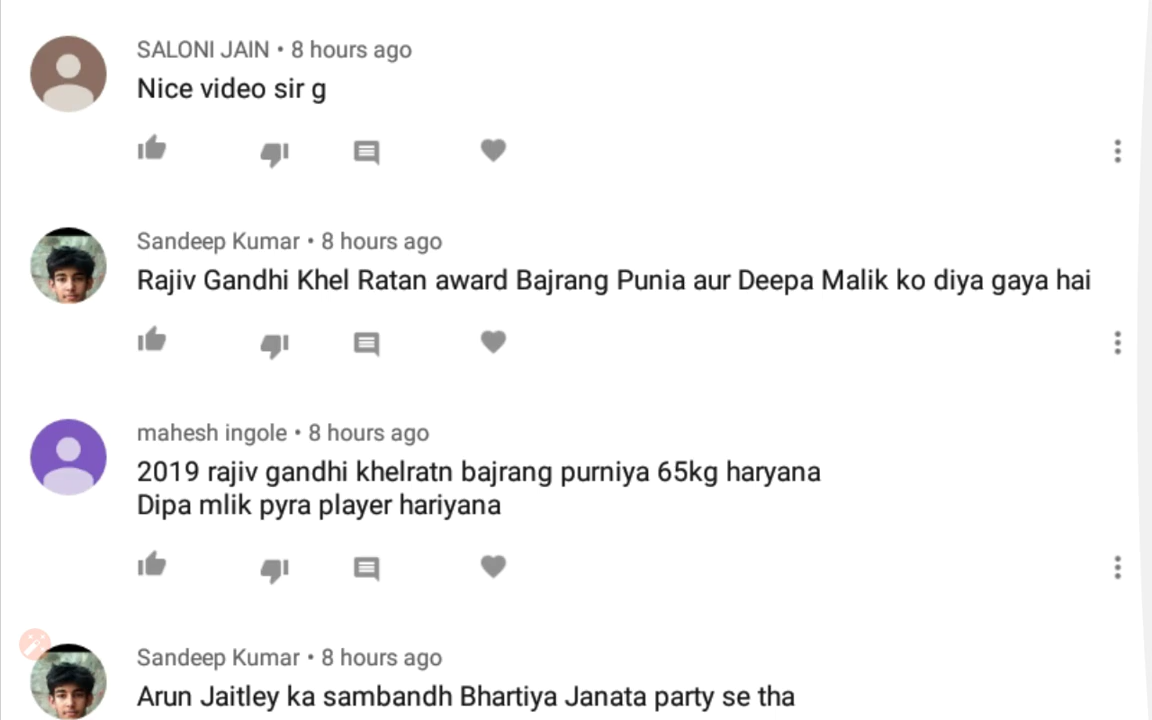 SALONI JAIN • 8 hours ago
Nice video sir g
Sandeep Kumar • 8 hours ago
Rajiv Gandhi Khel Ratan award Bajrang Punia aur Deepa Malik ko diya gaya hai
mahesh ingole • 8 hours ago
2019 rajiv gandhi khelratn bajrang purniya 65kg haryana
Dipa mlik pyra player hariyana
Sandeep Kumar • 8 hours ago
Arun Jaitley ka sambandh Bhartiya Janata party se tha